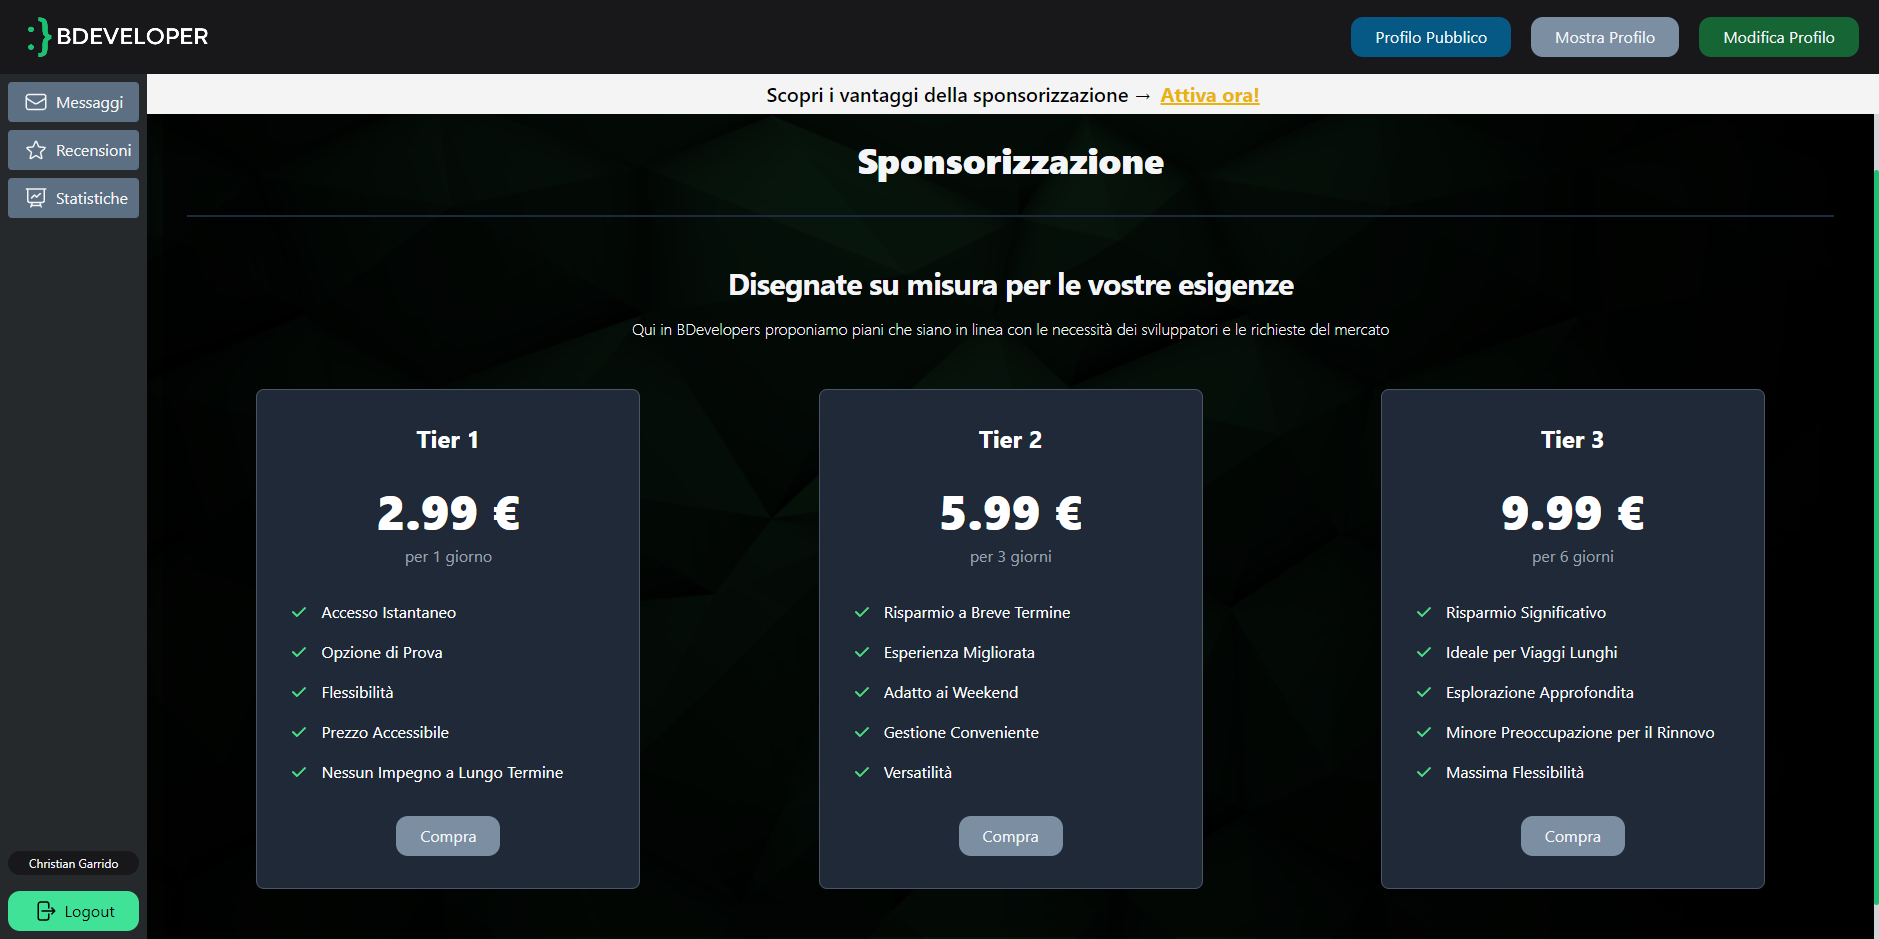 BDEVELOPER
Profilo Pubblico
Mostra Profilo
Modifica Profilo
Messaggi
Recensioni
Statistiche
Christian Garrido
Logout
Scopri i vantaggi della sponsorizzazione → Attiva ora!
Sponsorizzazione
Disegnate su misura per le vostre esigenze
Qui in BDevelopers proponiamo piani che siano in linea con le necessità dei sviluppatori e le richieste del mercato
Tier 1
2.99 €
per 1 giorno
Accesso Istantaneo
Opzione di Prova
Flessibilità
Prezzo Accessibile
Nessun Impegno a Lungo Termine
Compra
Tier 2
5.99 €
per 3 giorni
Risparmio a Breve Termine
Esperienza Migliorata
Adatto ai Weekend
Gestione Conveniente
Versatilità
Compra
Tier 3
9.99 €
per 6 giorni
Risparmio Significativo
Ideale per Viaggi Lunghi
Esplorazione Approfondita
Minore Preoccupazione per il Rinnovo
Massima Flessibilità
Compra